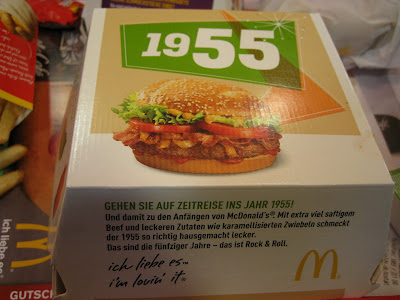 1955
GEHEN SIE AUF ZEITREISE INS JAHR 1955!
Und damit zu den Anfängen von McDonald's®. Mit extra viel saftigem
Beef und leckeren Zutaten wie karamellisierten Zwiebeln schmeckt
der 1955 so richtig hausgemacht lecker.
Das sind die fünfziger Jahre – das ist Rock & Roll.
ich liebe es...
i'm lovin' it
Ich liebe es
GUTSC